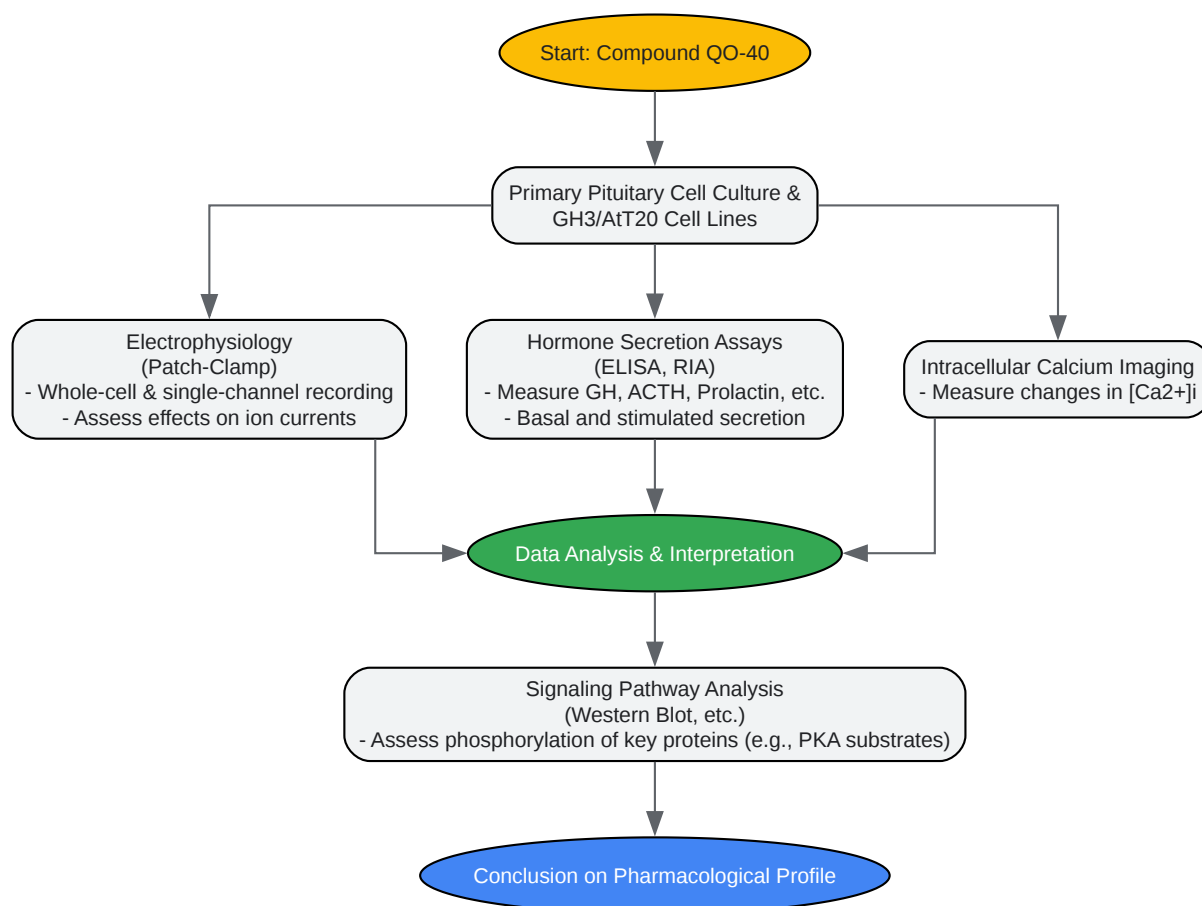 Start: Compound QO-40
Primary Pituitary Cell Culture &
GH3/AtT20 Cell Lines
Electrophysiology
(Patch-Clamp)
- Whole-cell & single-channel recording
- Assess effects on ion currents
Hormone Secretion Assays
(ELISA, RIA)
- Measure GH, ACTH, Prolactin, etc.
- Basal and stimulated secretion
Intracellular Calcium Imaging
- Measure changes in [Ca2+]i
Data Analysis & Interpretation
Signaling Pathway Analysis
(Western Blot, etc.)
- Assess phosphorylation of key proteins (e.g., PKA substrates)
Conclusion on Pharmacological Profile